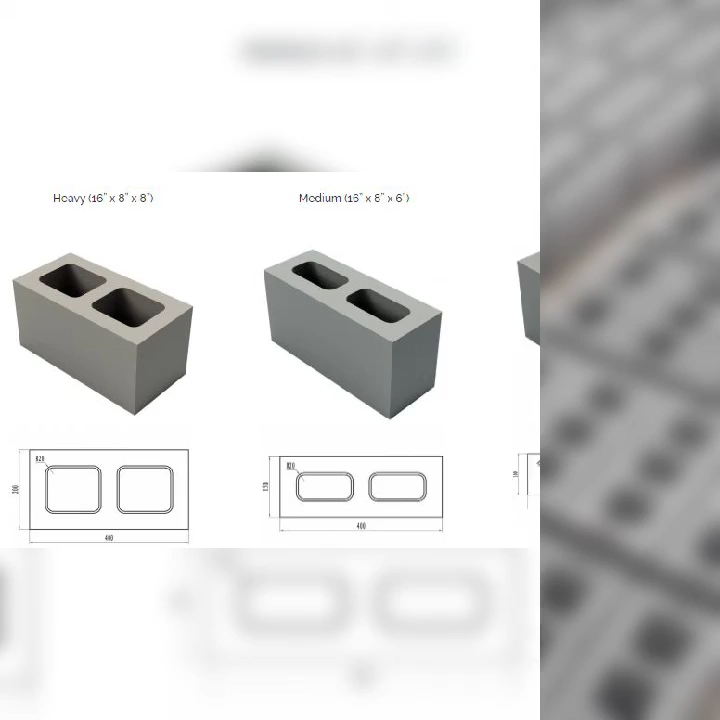 Heavy (16" x 8" x 8")
Medium (16" x 8" x 6")
R20
200
400
R20
150
400